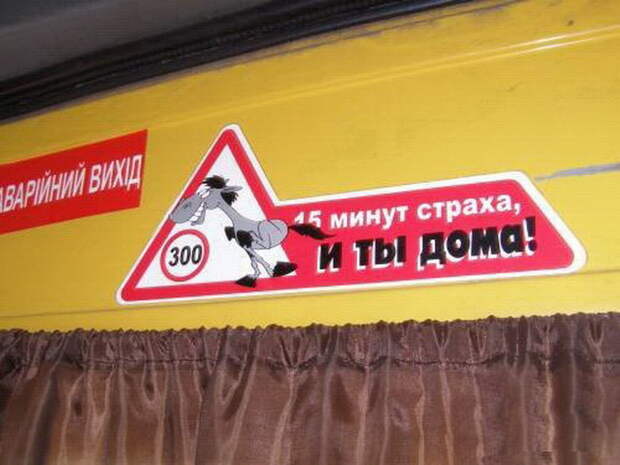 АВАРІЙНИЙ ВИХІД
300
15 минут страха,
и ты дома!